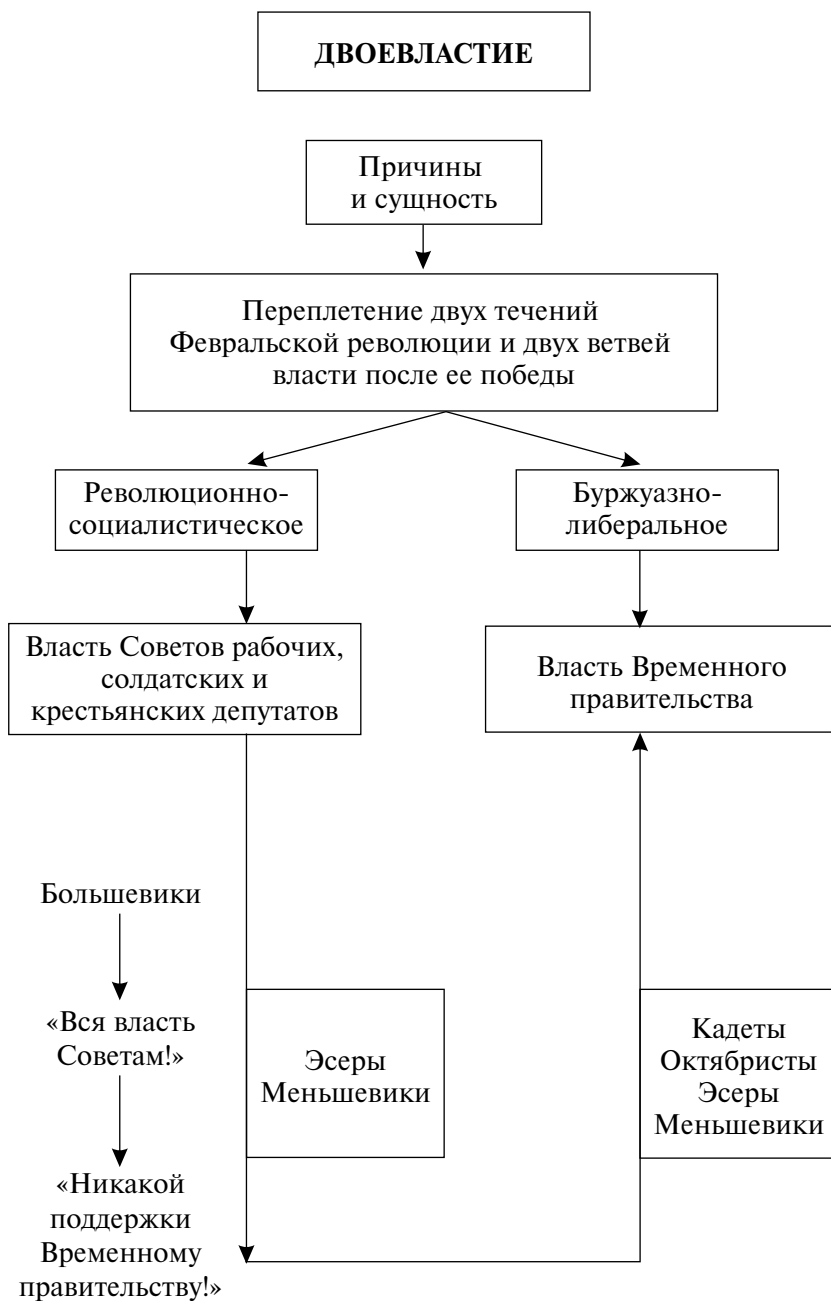 ДВОЕВЛАСТИЕ
Причины
и сущность
Переплетение двух течений
Февральской революции и двух ветвей
власти после ее победы
Революционно-
социалистическое
Буржуазно-
либеральное
Власть Советов рабочих,
солдатских и
крестьянских депутатов
Власть Временного
правительства
Большевики
«Вся власть
Советам!»
«Никакой
поддержки
Временному
правительству!»
Эсеры
Меньшевики
Кадеты
Октябристы
Эсеры
Меньшевики